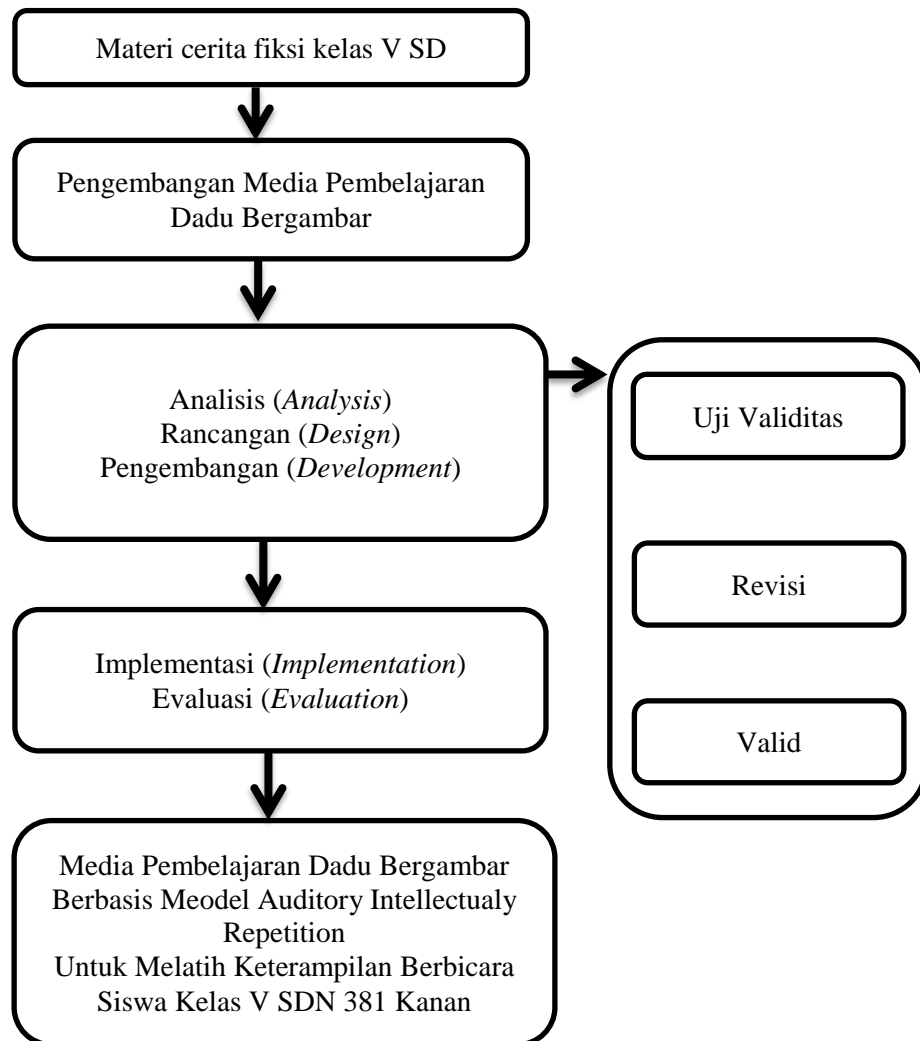 Materi cerita fiksi kelas V SD
Pengembangan Media Pembelajaran
Dadu Bergambar
Analisis (Analysis)
Rancangan (Design)
Pengembangan (Development)
Uji Validitas
Revisi
Valid
Implementasi (Implementation)
Evaluasi (Evaluation)
Media Pembelajaran Dadu Bergambar
Berbasis Meodel Auditory Intellectualy
Repetition
Untuk Melatih Keterampilan Berbicara
Siswa Kelas V SDN 381 Kanan